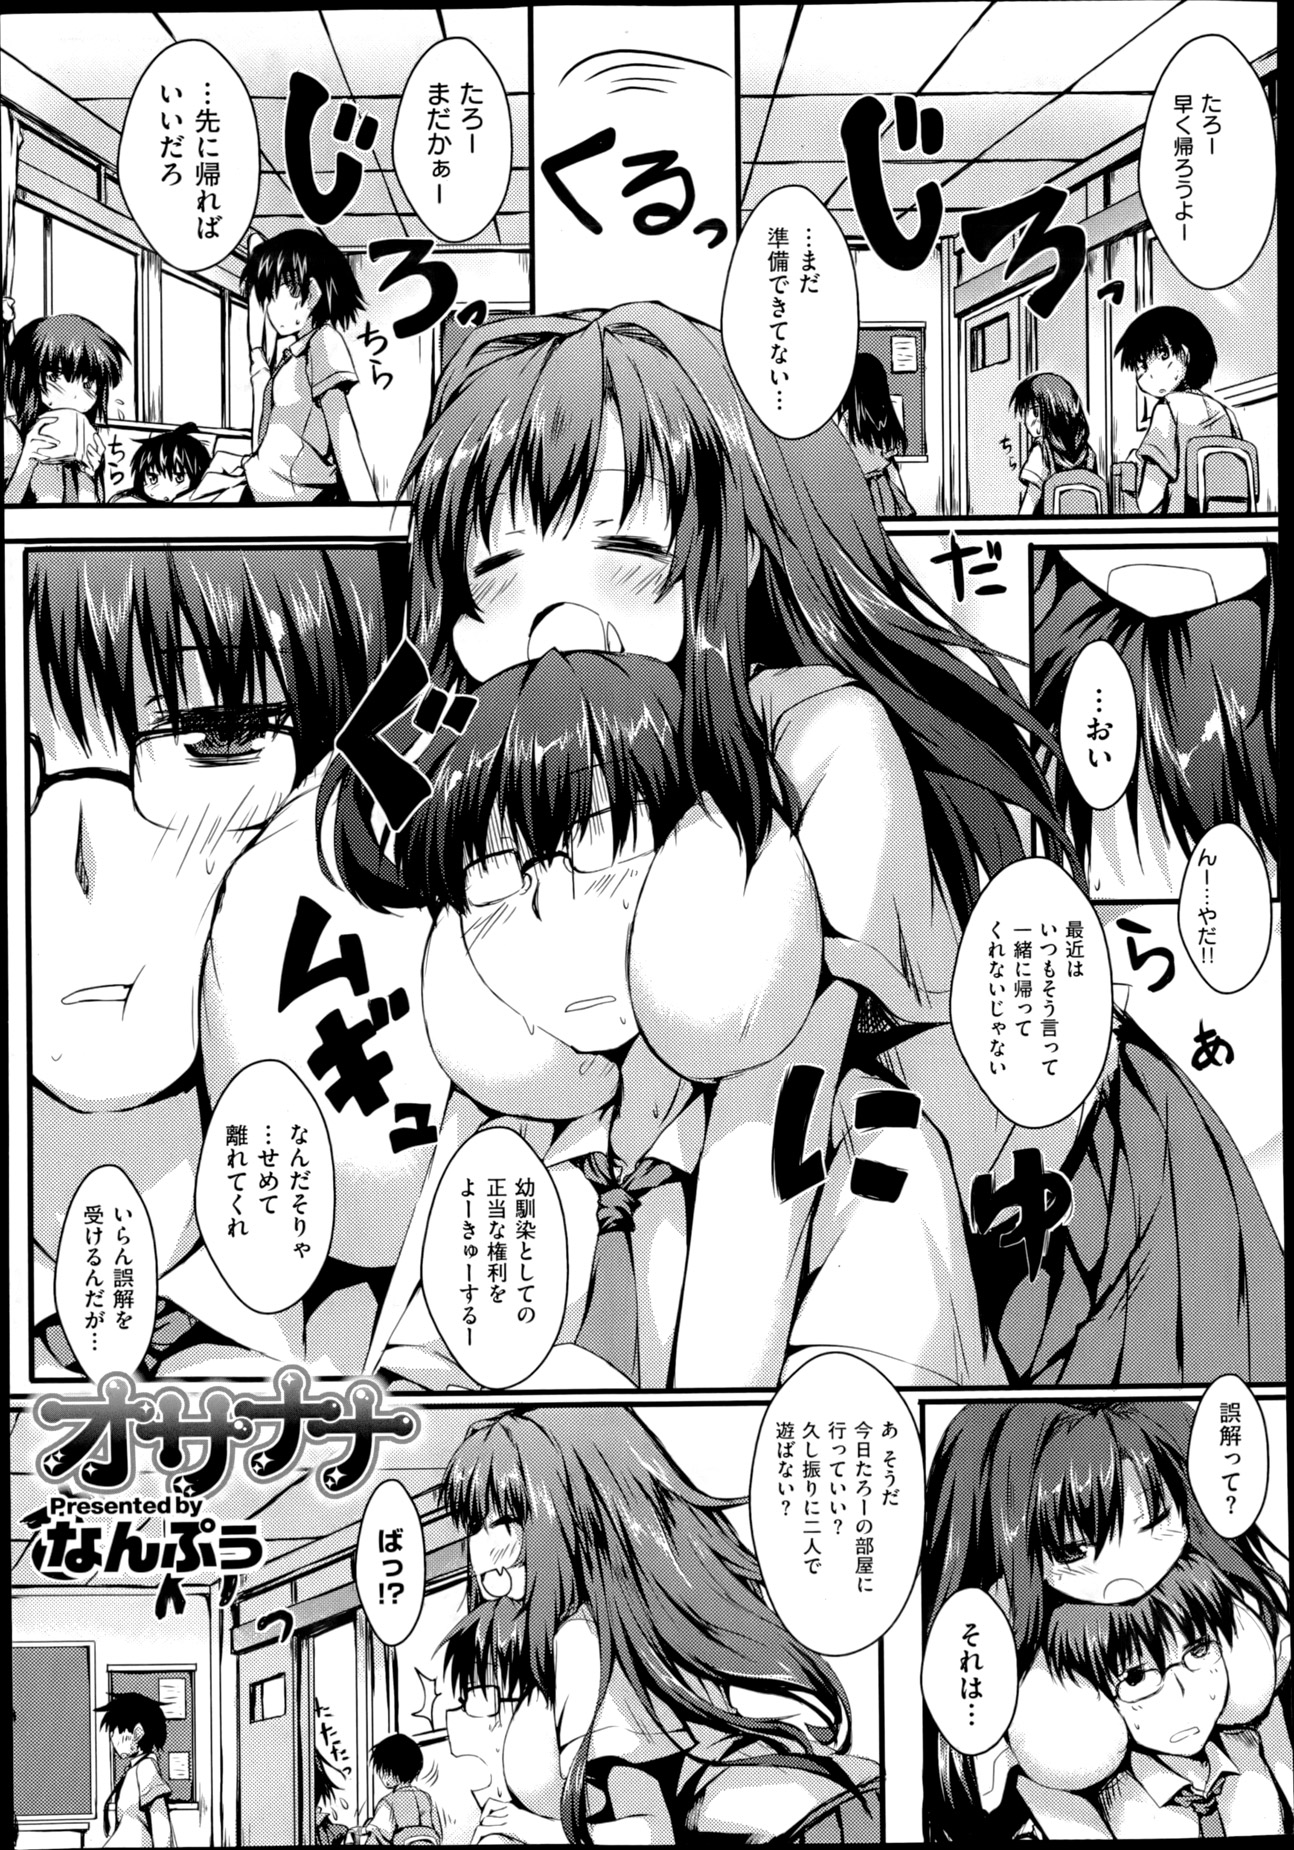 たろー
早く帰ろうよー
じろ
っ
…まだ
準備できてない…
くるっ
たろー
まだかぁー
…先に帰れば
いいだろ
じろ
っ
ちら
ちら
ちら
だ
ら
ぁ
…おい
んー…やだ!!
最近は
いつもそう言って
一緒に帰って
くれないじゃない
ぐ
に
ゅ
ムギュ
幼馴染としての
正当な権利を
よーきゅーするー
なんだそりゃ
…せめて
離れてくれ
いらん誤解を
受けるんだが…
誤解って？
それは…
あ そうだ
今日たろーの部屋に
行っていい？
久し振りに二人で
遊ばない？
ばっ!?
たたたっ
っ
オサナナ
Presented by
なんぷぅ